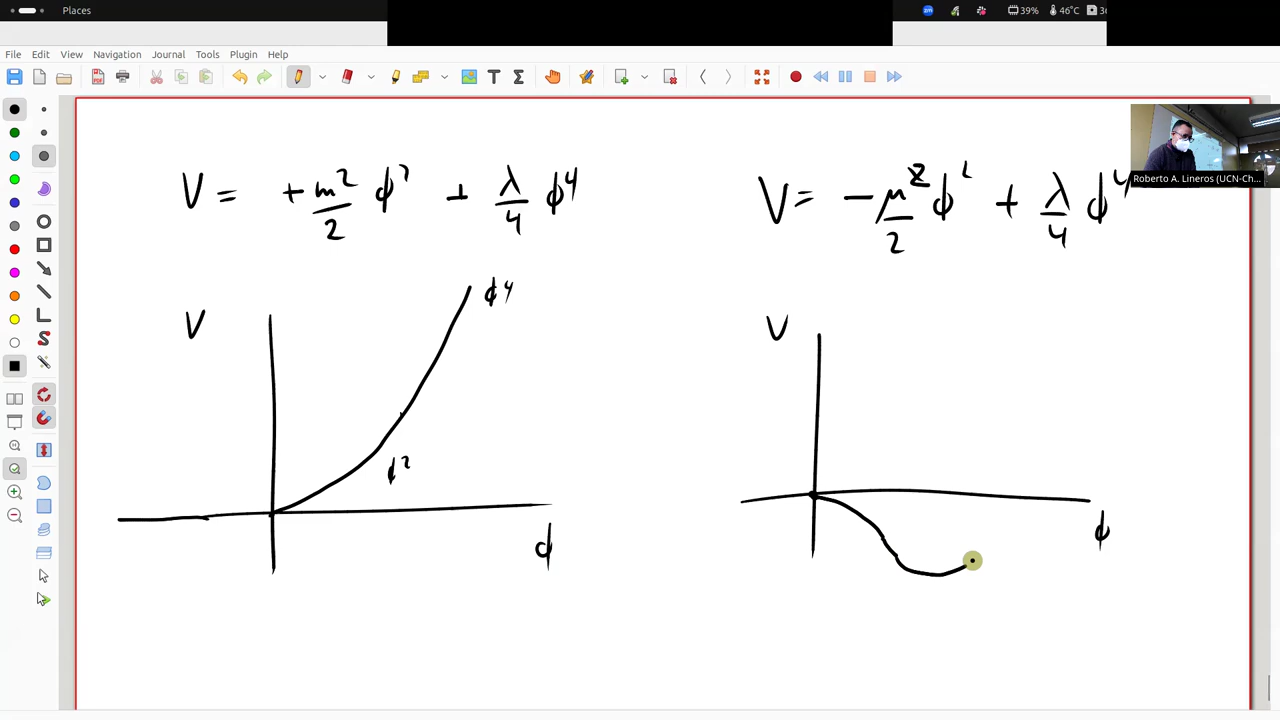 Places 39% 46°C
File Edit View Navigation Journal Tools Plugin Help
V = + m²/2 ϕ² + λ/4 ϕ⁴
V = - μ²/2 ϕ² + λ/4 ϕ⁴
Roberto A. Lineros (UCN-Ch...
V
ϕ⁴
ϕ²
ϕ
V
ϕ